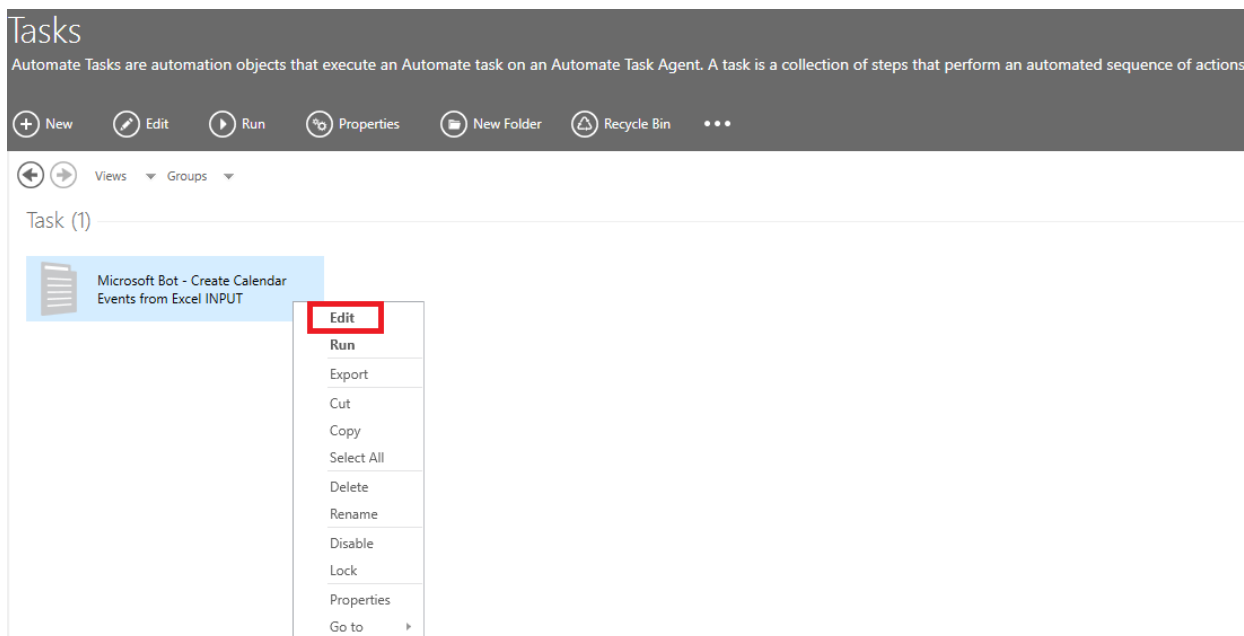 Tasks
Automate Tasks are automation objects that execute an Automate task on an Automate Task Agent. A task is a collection of steps that perform an automated sequence of actions
New Edit Run Properties New Folder Recycle Bin
Views Groups
Task (1)
Microsoft Bot - Create Calendar
Events from Excel INPUT
Edit
Run
Export
Cut
Copy
Select All
Delete
Rename
Disable
Lock
Properties
Go to